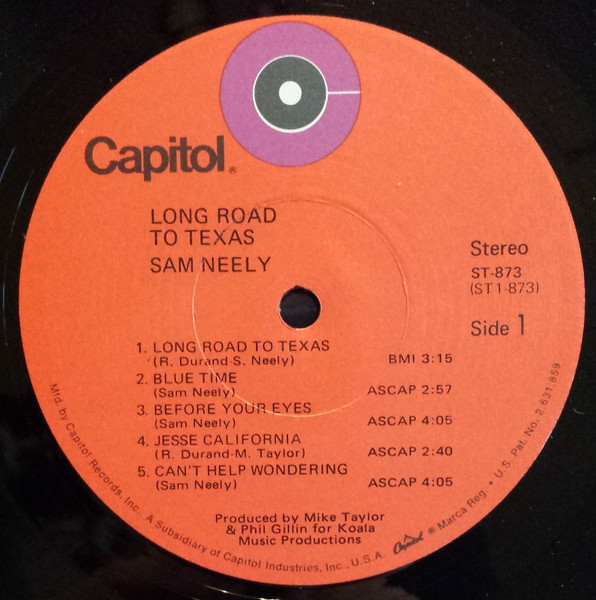 Capitol®
LONG ROAD
TO TEXAS
SAM NEELY
Stereo
ST-873
(ST1-873)
Side 1
1. LONG ROAD TO TEXAS
(R. Durand-S. Neely) BMI 3:15
2. BLUE TIME
(Sam Neely) ASCAP 2:57
3. BEFORE YOUR EYES
(Sam Neely) ASCAP 4:05
4. JESSE CALIFORNIA
(R. Durand-M. Taylor) ASCAP 2:40
5. CAN'T HELP WONDERING
(Sam Neely) ASCAP 4:05
Produced by Mike Taylor
& Phil Gillin for Koala
Music Productions
Mfd. by Capitol Records, Inc., A Subsidiary of Capitol Industries, Inc., U.S.A. Capitol ® Marca Reg. • U.S. Pat. No. 2,631,859